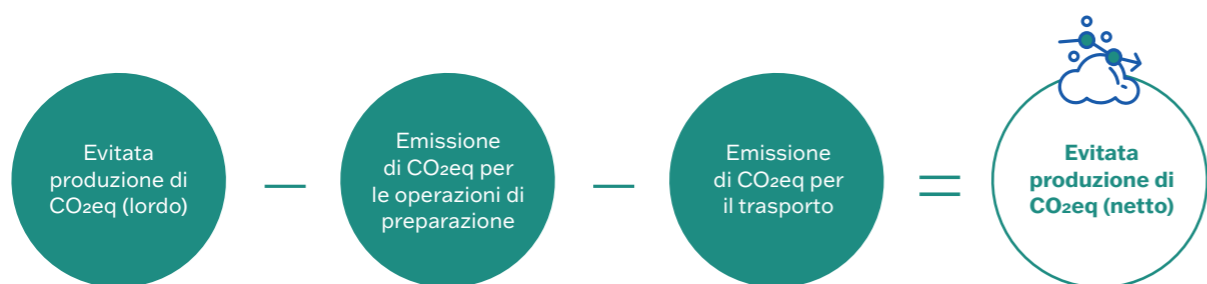 Evitata
produzione di
CO₂eq (lordo)
—
Emissione
di CO₂eq per
le operazioni di
preparazione
—
Emissione
di CO₂eq per
il trasporto
=
Evitata
produzione di
CO₂eq (netto)